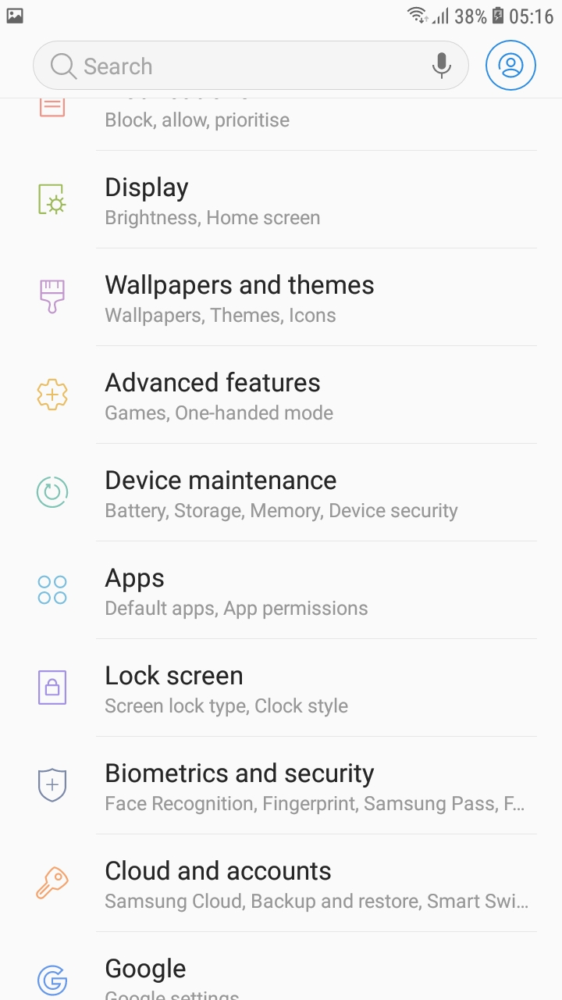 38% 05:16
Search
Block, allow, prioritise
Display
Brightness, Home screen
Wallpapers and themes
Wallpapers, Themes, Icons
Advanced features
Games, One-handed mode
Device maintenance
Battery, Storage, Memory, Device security
Apps
Default apps, App permissions
Lock screen
Screen lock type, Clock style
Biometrics and security
Face Recognition, Fingerprint, Samsung Pass, F...
Cloud and accounts
Samsung Cloud, Backup and restore, Smart Swi...
Google
Google settings